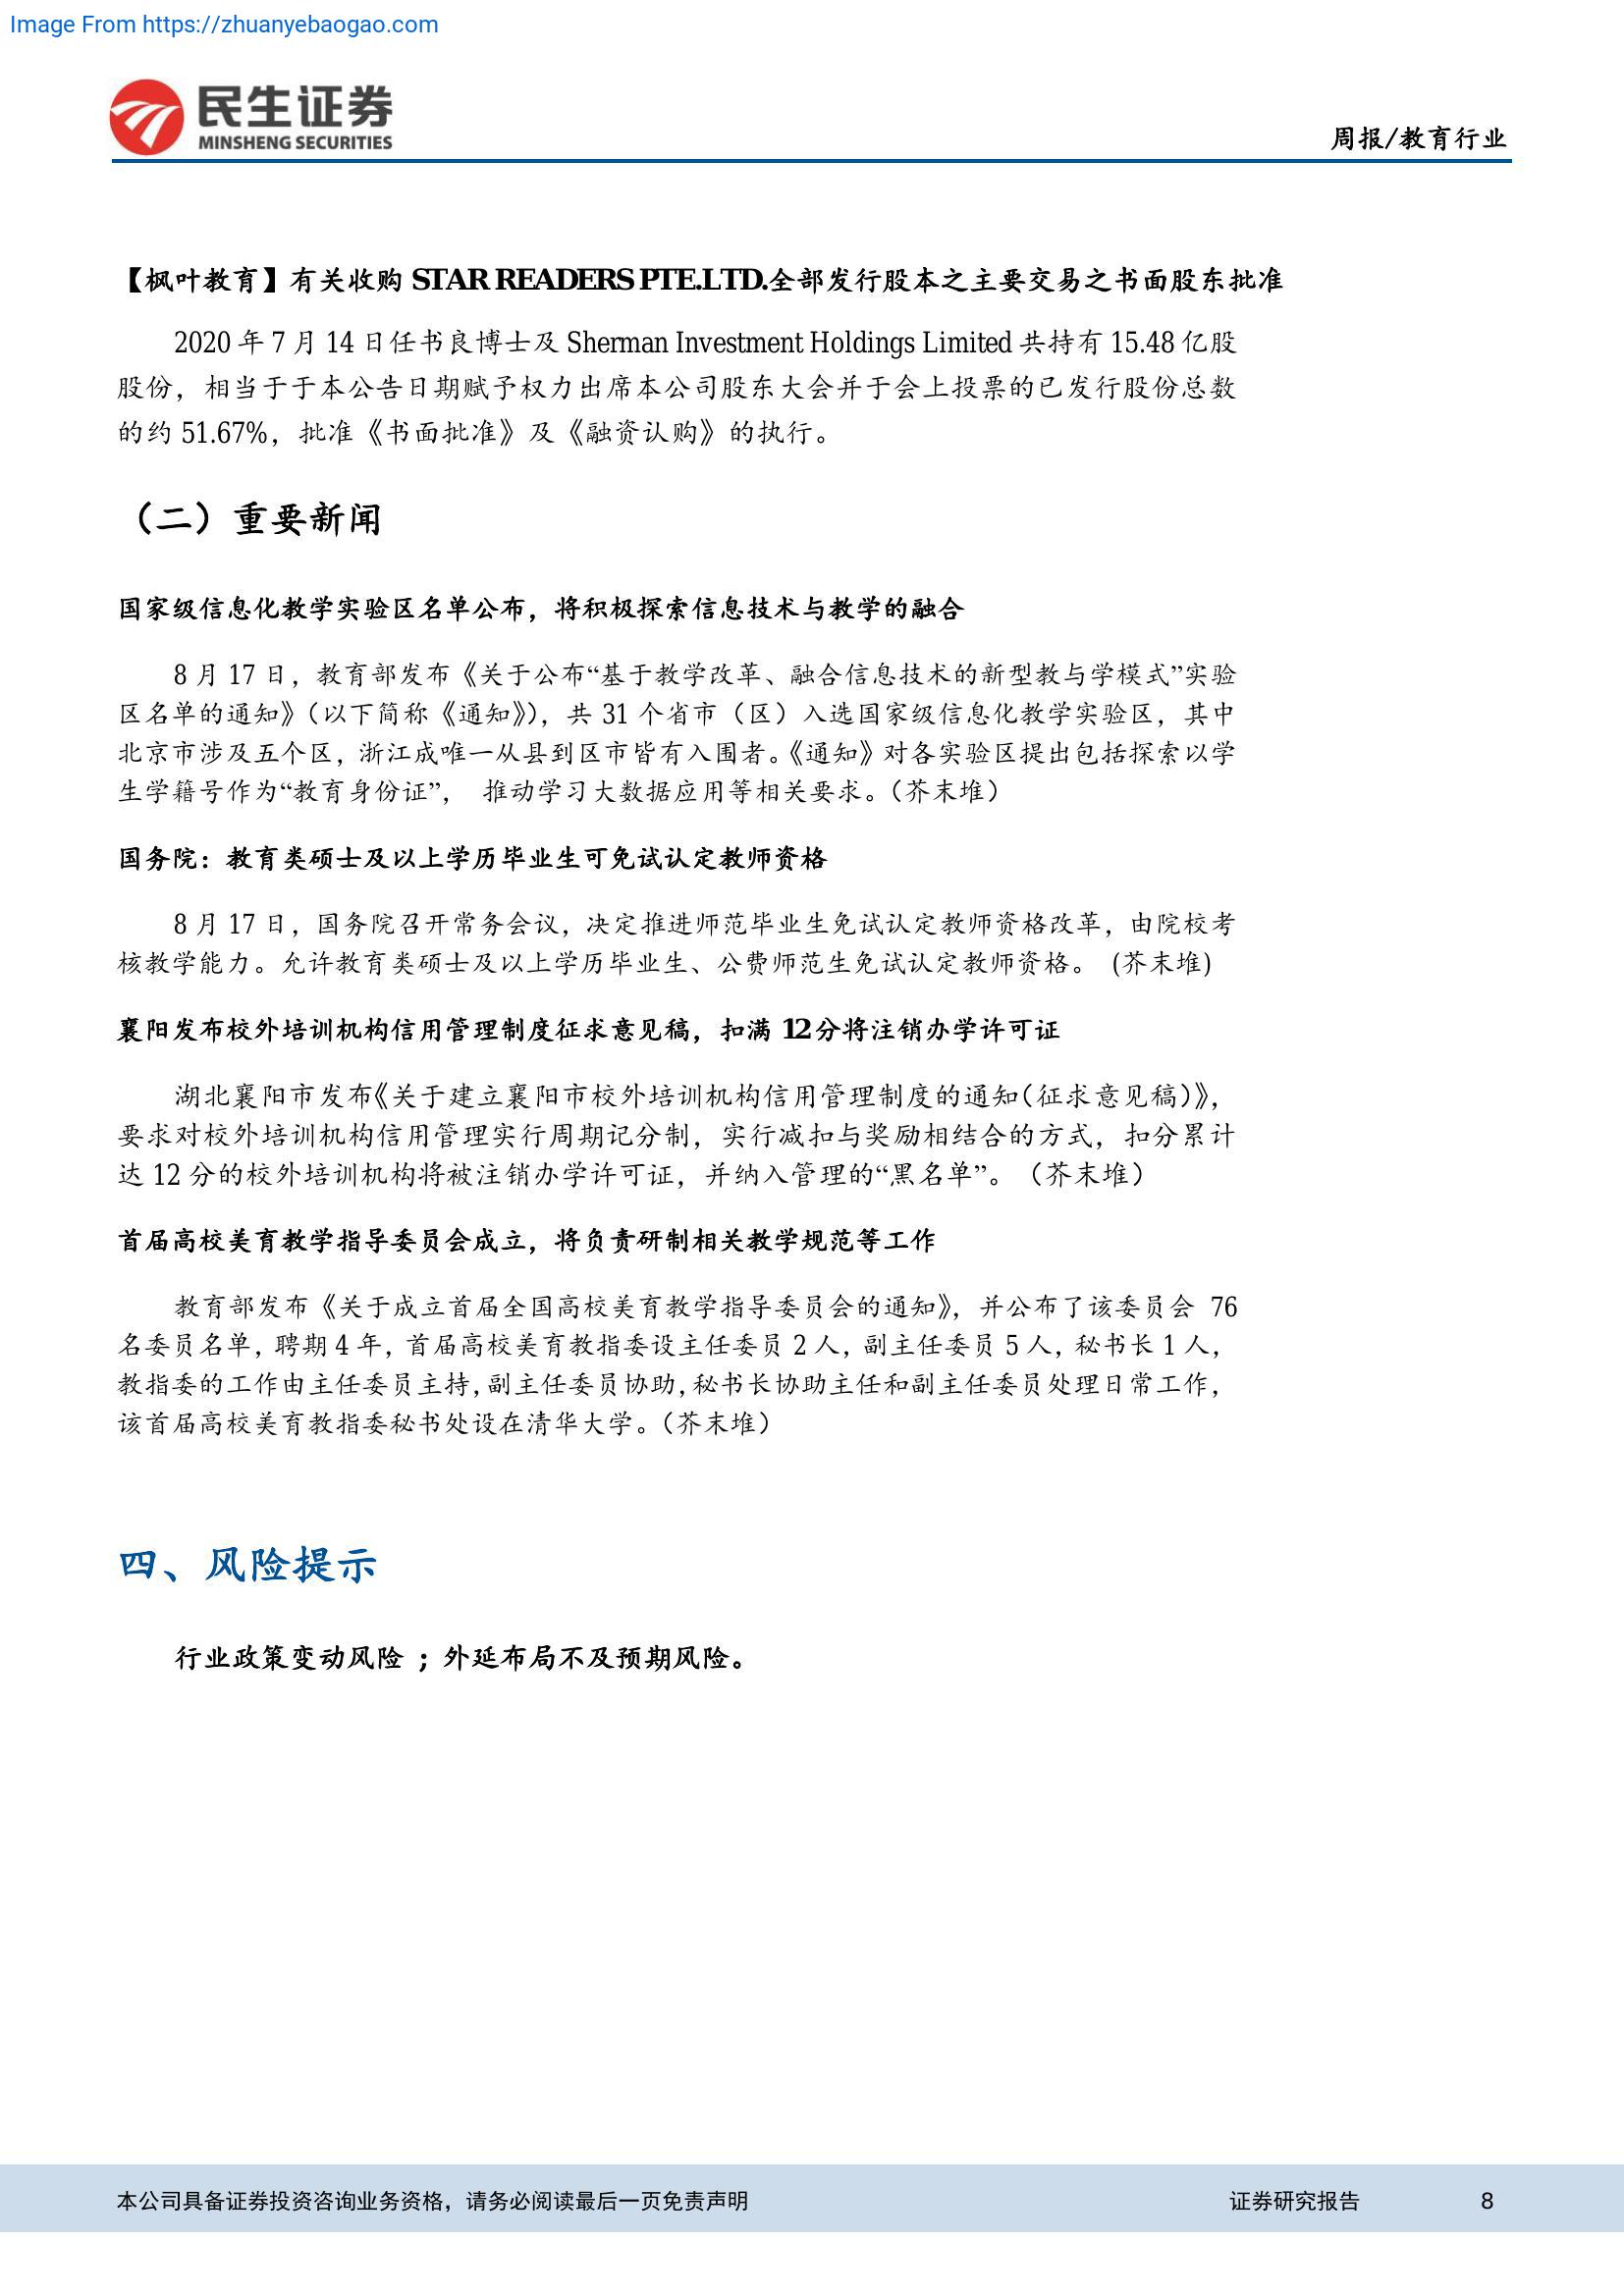 Image From https://zhuanyebaogao.com
民生证券
MINSHENG SECURITIES
周报/教育行业
【枫叶教育】有关收购 STAR READERS PTE.LTD.全部发行股本之主要交易之书面股东批准
2020 年 7 月 14 日任书良博士及 Sherman Investment Holdings Limited 共持有 15.48 亿股
股份，相当于于本公告日期赋予权力出席本公司股东大会并于会上投票的已发行股份总数
的约 51.67%，批准《书面批准》及《融资认购》的执行。
（二）重要新闻
国家级信息化教学实验区名单公布，将积极探索信息技术与教学的融合
8 月 17 日，教育部发布《关于公布“基于教学改革、融合信息技术的新型教与学模式”实验
区名单的通知》（以下简称《通知》），共 31 个省市（区）入选国家级信息化教学实验区，其中
北京市涉及五个区，浙江成唯一从县到区市皆有入围者。《通知》对各实验区提出包括探索以学
生学籍号作为“教育身份证”， 推动学习大数据应用等相关要求。（芥末堆）
国务院：教育类硕士及以上学历毕业生可免试认定教师资格
8 月 17 日，国务院召开常务会议，决定推进师范毕业生免试认定教师资格改革，由院校考
核教学能力。允许教育类硕士及以上学历毕业生、公费师范生免试认定教师资格。 (芥末堆)
襄阳发布校外培训机构信用管理制度征求意见稿，扣满 12 分将注销办学许可证
湖北襄阳市发布《关于建立襄阳市校外培训机构信用管理制度的通知（征求意见稿）》，
要求对校外培训机构信用管理实行周期记分制，实行减扣与奖励相结合的方式，扣分累计
达 12 分的校外培训机构将被注销办学许可证，并纳入管理的“黑名单”。（芥末堆）
首届高校美育教学指导委员会成立，将负责研制相关教学规范等工作
教育部发布《关于成立首届全国高校美育教学指导委员会的通知》，并公布了该委员会 76
名委员名单，聘期 4 年，首届高校美育教指委设主任委员 2 人，副主任委员 5 人，秘书长 1 人，
教指委的工作由主任委员主持，副主任委员协助，秘书长协助主任和副主任委员处理日常工作，
该首届高校美育教指委秘书处设在清华大学。（芥末堆）
四、风险提示
行业政策变动风险 ；外延布局不及预期风险。
本公司具备证券投资咨询业务资格，请务必阅读最后一页免责声明 证券研究报告 8